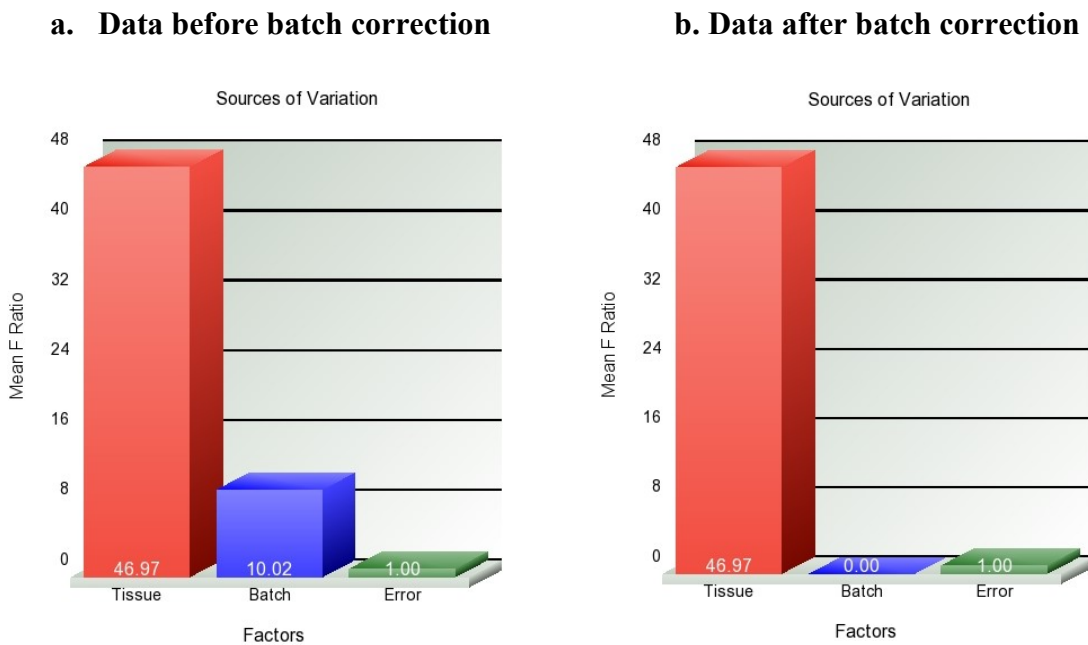 a. Data before batch correction
Sources of Variation
48
40
32
24
16
8
0
Mean F Ratio
46.97
10.02
1.00
Tissue
Batch
Error
Factors
b. Data after batch correction
Sources of Variation
48
40
32
24
16
8
0
Mean F Ratio
46.97
0.00
1.00
Tissue
Batch
Error
Factors